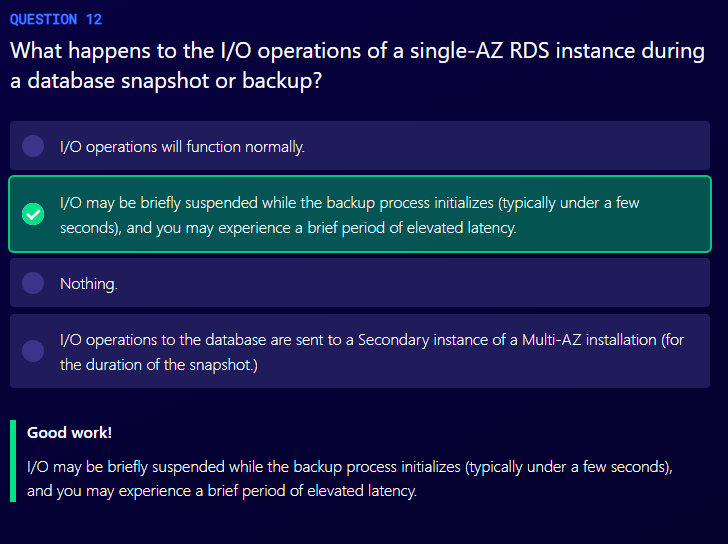 QUESTION 12
What happens to the I/O operations of a single-AZ RDS instance during
a database snapshot or backup?
I/O operations will function normally.
I/O may be briefly suspended while the backup process initializes (typically under a few
seconds), and you may experience a brief period of elevated latency.
Nothing.
I/O operations to the database are sent to a Secondary instance of a Multi-AZ installation (for
the duration of the snapshot.)
Good work!
I/O may be briefly suspended while the backup process initializes (typically under a few seconds),
and you may experience a brief period of elevated latency.